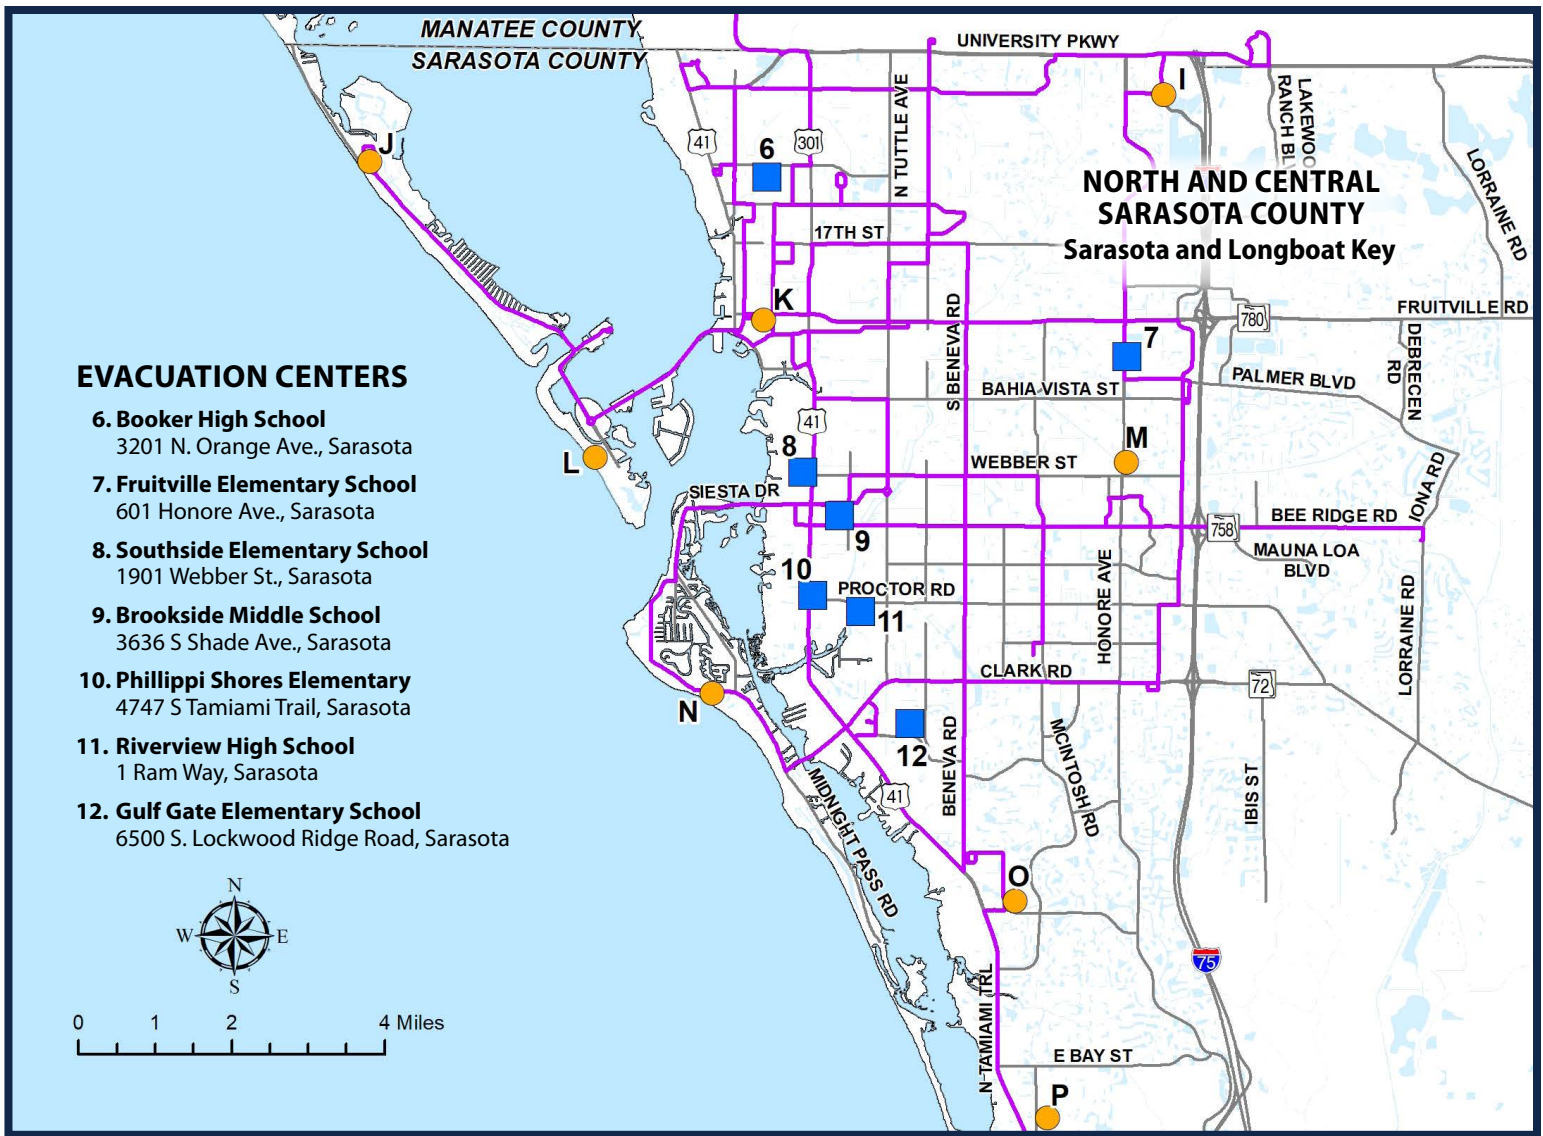 MANATEE COUNTY
SARASOTA COUNTY
UNIVERSITY PKWY
I
J
41
6
301
N TUTTLE AVE
LAKEWOO
RANCH BLV
LORRAINE RD
NORTH AND CENTRAL
SARASOTA COUNTY
Sarasota and Longboat Key
17TH ST
K
S BENEVA RD
780
FRUITVILLE RD
7
DEBRECEN
RD
PALMER BLVD
BAHIA VISTA ST
EVACUATION CENTERS
6. Booker High School
3201 N. Orange Ave., Sarasota
7. Fruitville Elementary School
601 Honore Ave., Sarasota
8. Southside Elementary School
1901 Webber St., Sarasota
9. Brookside Middle School
3636 S Shade Ave., Sarasota
10. Phillippi Shores Elementary
4747 S Tamiami Trail, Sarasota
11. Riverview High School
1 Ram Way, Sarasota
12. Gulf Gate Elementary School
6500 S. Lockwood Ridge Road, Sarasota
41
8
M
L
WEBBER ST
SIESTA DR
IONA RD
BEE RIDGE RD
758
9
MAUNA LOA
BLVD
10
PROCTOR RD
11
HONORE AVE
LORRAINE RD
CLARK RD
72
N
12
BENEVA RD
MCINTOSH RD
IBIS ST
41
MIDNIGHT PASS RD
O
N
W
E
S
75
N TAMIAMI TRL
0
1
2
4 Miles
E BAY ST
P